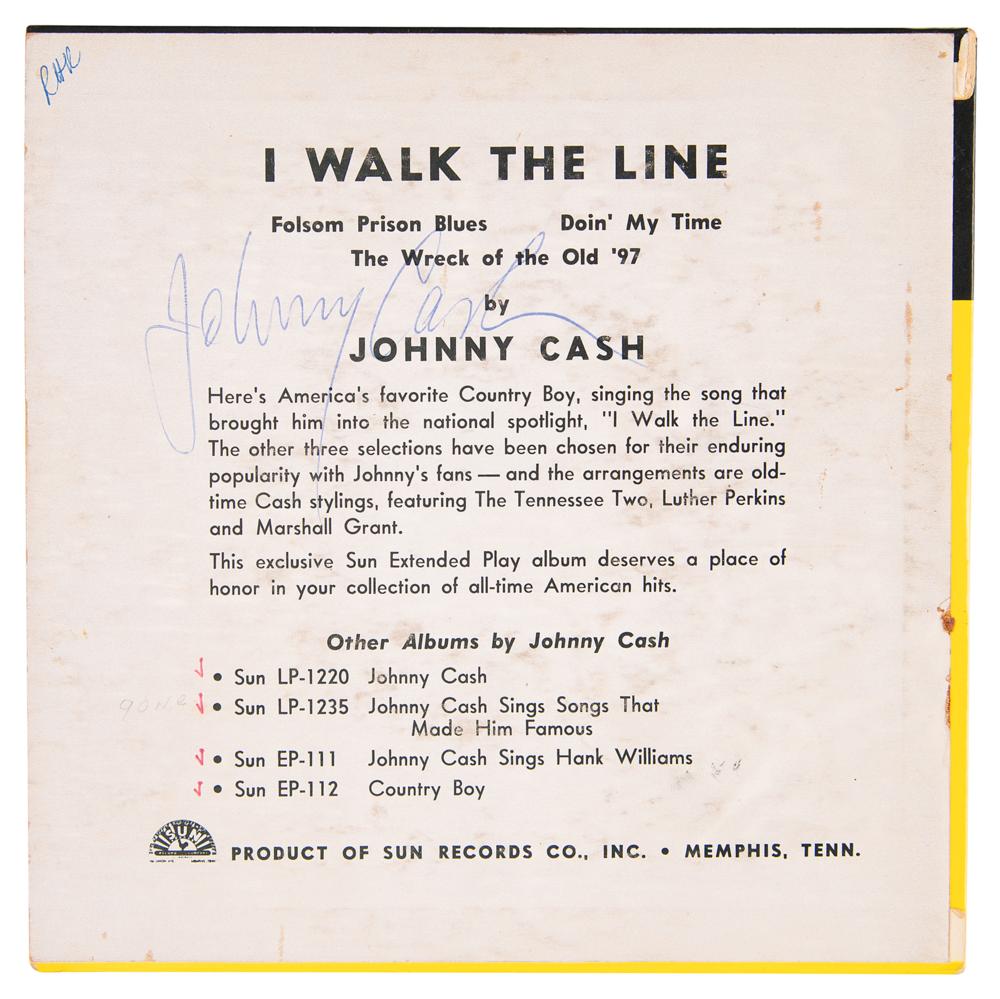 RHR
I WALK THE LINE
Folsom Prison Blues Doin' My Time
The Wreck of the Old '97
Johnny Cash
by
JOHNNY CASH
Here's America's favorite Country Boy, singing the song that
brought him into the national spotlight, "I Walk the Line."
The other three selections have been chosen for their enduring
popularity with Johnny's fans — and the arrangements are old-
time Cash stylings, featuring The Tennessee Two, Luther Perkins
and Marshall Grant.
This exclusive Sun Extended Play album deserves a place of
honor in your collection of all-time American hits.
Other Albums by Johnny Cash
• Sun LP-1220 Johnny Cash
gone • Sun LP-1235 Johnny Cash Sings Songs That
Made Him Famous
• Sun EP-111 Johnny Cash Sings Hank Williams
• Sun EP-112 Country Boy
SUN
PRODUCT OF SUN RECORDS CO., INC. • MEMPHIS, TENN.